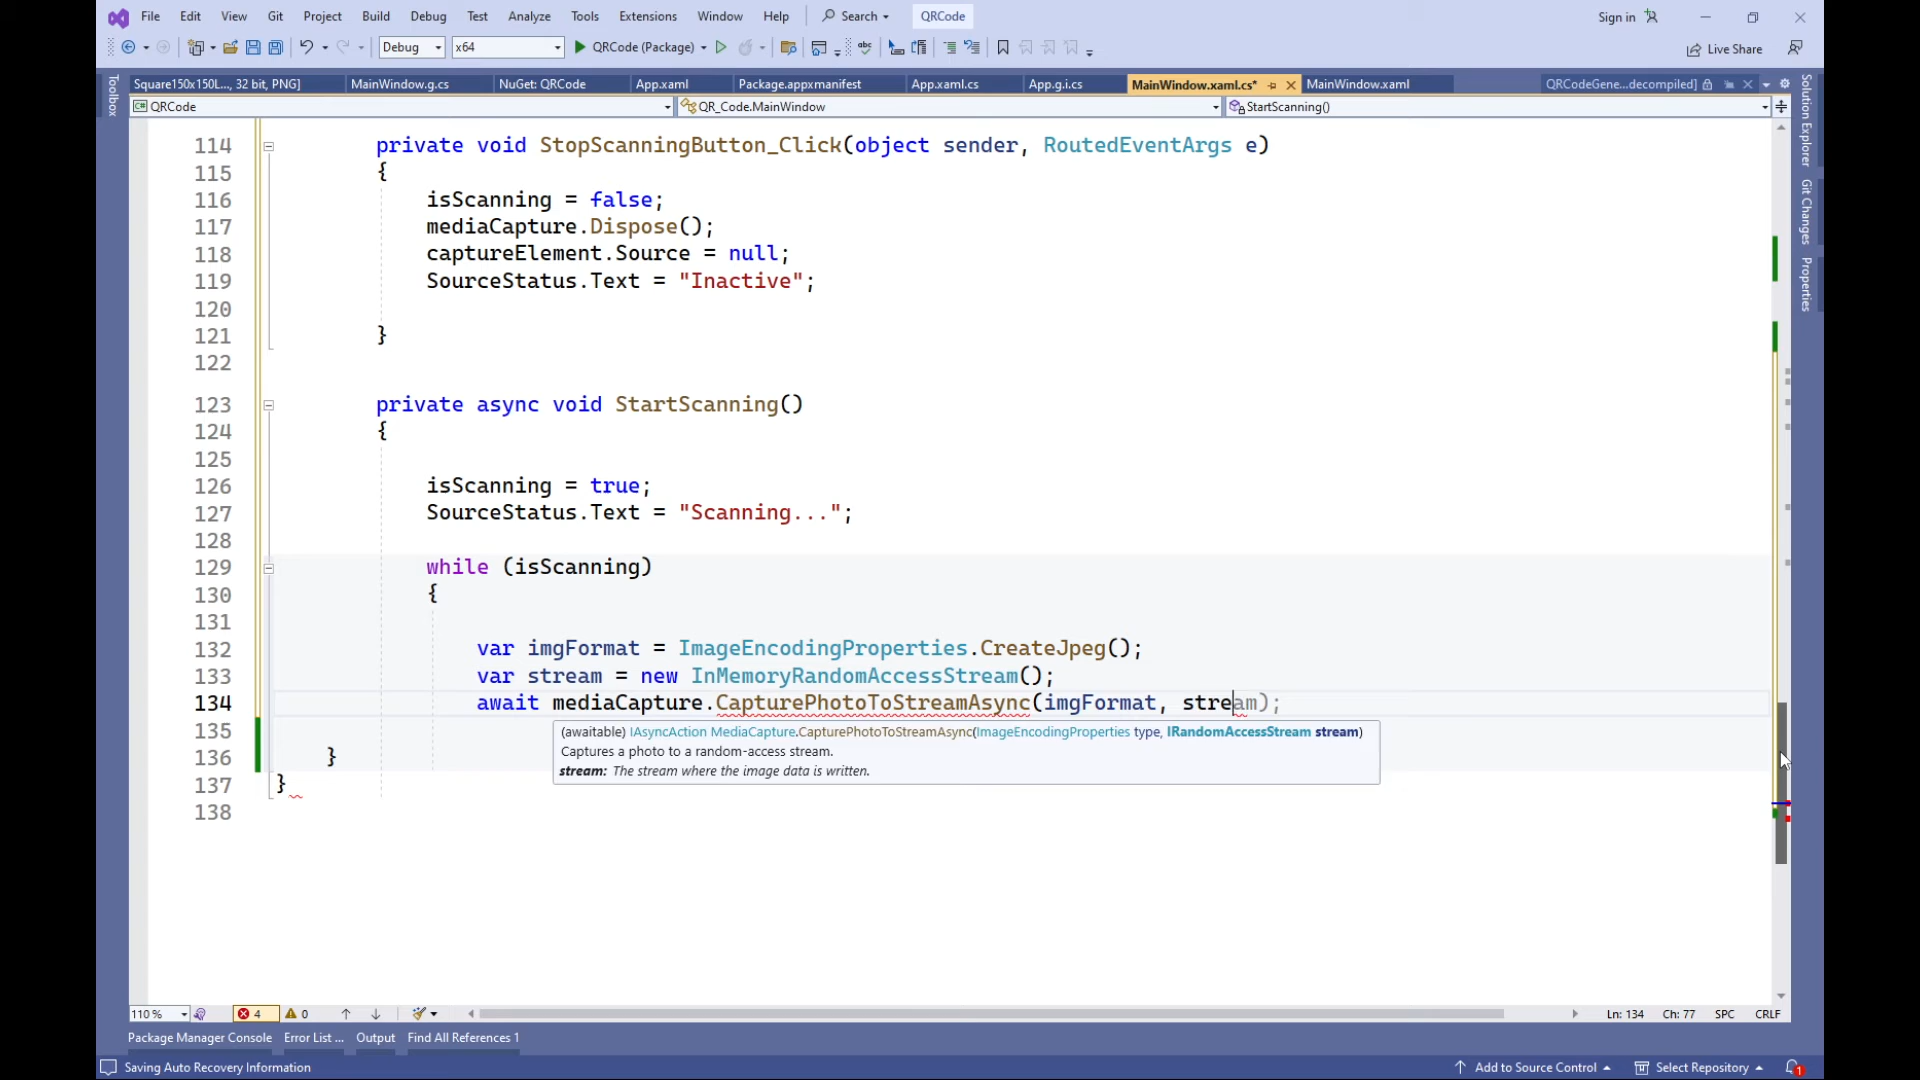 File Edit View Git Project Build Debug Test Analyze Tools Extensions Window Help Search QRCode Sign in
Debug x64 QRCode (Package) Live Share
Square150x150L..., 32 bit, PNG] MainWindow.g.cs NuGet: QRCode App.xaml Package.appxmanifest App.xaml.cs App.g.i.cs MainWindow.xaml.cs* MainWindow.xaml QRCodeGene...decompiled]
QRCode QR_Code.MainWindow StartScanning()
Toolbox
Solution Explorer
Git Changes
Properties
114 private void StopScanningButton_Click(object sender, RoutedEventArgs e)
115 {
116 isScanning = false;
117 mediaCapture.Dispose();
118 captureElement.Source = null;
119 SourceStatus.Text = "Inactive";
120
121 }
122
123 private async void StartScanning()
124 {
125
126 isScanning = true;
127 SourceStatus.Text = "Scanning...";
128
129 while (isScanning)
130 {
131
132 var imgFormat = ImageEncodingProperties.CreateJpeg();
133 var stream = new InMemoryRandomAccessStream();
134 await mediaCapture.CapturePhotoToStreamAsync(imgFormat, stream);
135
(awaitable) IAsyncAction MediaCapture.CapturePhotoToStreamAsync(ImageEncodingProperties type, IRandomAccessStream stream)
Captures a photo to a random-access stream.
stream: The stream where the image data is written.
136 }
137 }
138
110 % 4 0 Ln: 134 Ch: 77 SPC CRLF
Package Manager Console Error List ... Output Find All References 1
Saving Auto Recovery Information Add to Source Control Select Repository 1